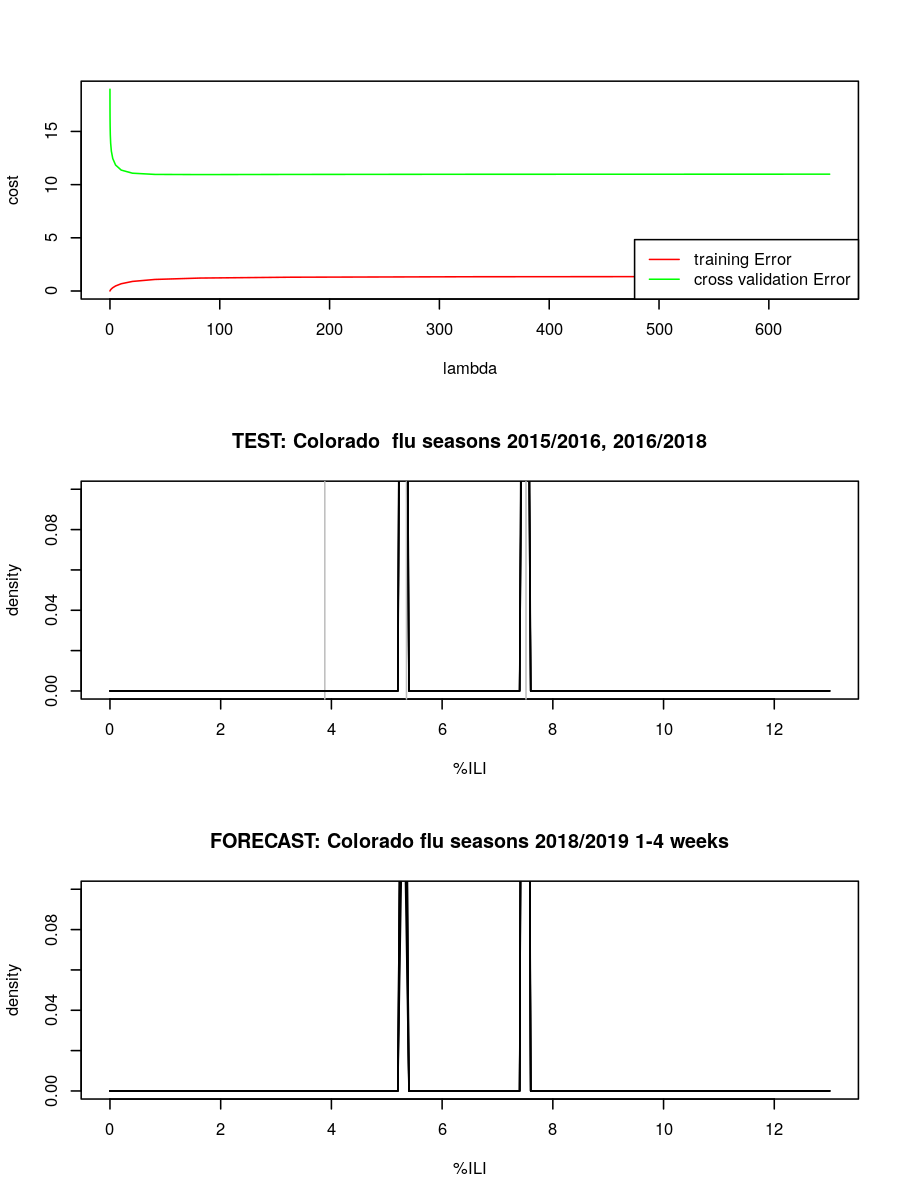 cost
15
10
5
0
training Error
cross validation Error
0 100 200 300 400 500 600
lambda
TEST: Colorado  flu seasons 2015/2016, 2016/2018
density
0.08
0.04
0.00
0 2 4 6 8 10 12
%ILI
FORECAST: Colorado flu seasons 2018/2019 1-4 weeks
density
0.08
0.04
0.00
0 2 4 6 8 10 12
%ILI